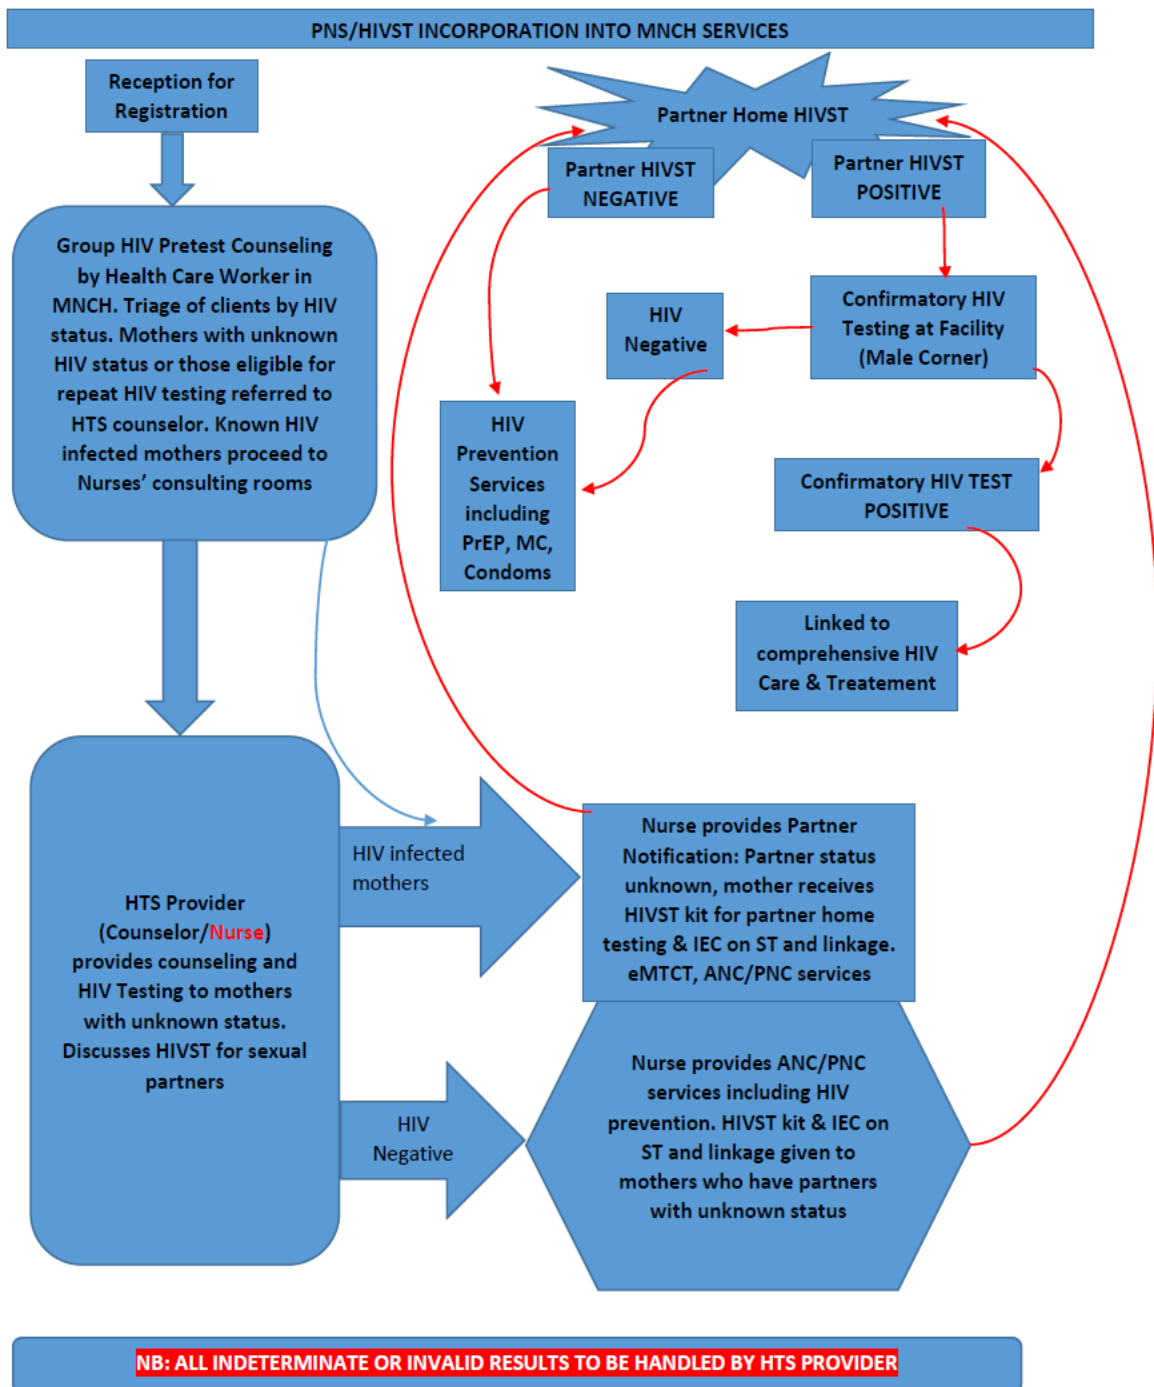 PNS/HIVST INCORPORATION INTO MNCH SERVICES
Reception for
Registration
Group HIV Pretest Counseling
by Health Care Worker in
MNCH. Triage of clients by HIV
status. Mothers with unknown
HIV status or those eligible for
repeat HIV testing referred to
HTS counselor. Known HIV
infected mothers proceed to
Nurses’ consulting rooms
HTS Provider
(Counselor/Nurse)
provides counseling and
HIV Testing to mothers
with unknown status.
Discusses HIVST for sexual
partners
HIV infected
mothers
HIV
Negative
Nurse provides Partner
Notification: Partner status
unknown, mother receives
HIVST kit for partner home
testing & IEC on ST and linkage.
eMTCT, ANC/PNC services
Nurse provides ANC/PNC
services including HIV
prevention. HIVST kit & IEC on
ST and linkage given to
mothers who have partners
with unknown status
Partner Home HIVST
Partner HIVST
NEGATIVE
Partner HIVST
POSITIVE
Confirmatory HIV
Testing at Facility
(Male Corner)
HIV
Negative
HIV
Prevention
Services
including
PrEP, MC,
Condoms
Confirmatory HIV TEST
POSITIVE
Linked to
comprehensive HIV
Care & Treatement
NB: ALL INDETERMINATE OR INVALID RESULTS TO BE HANDLED BY HTS PROVIDER